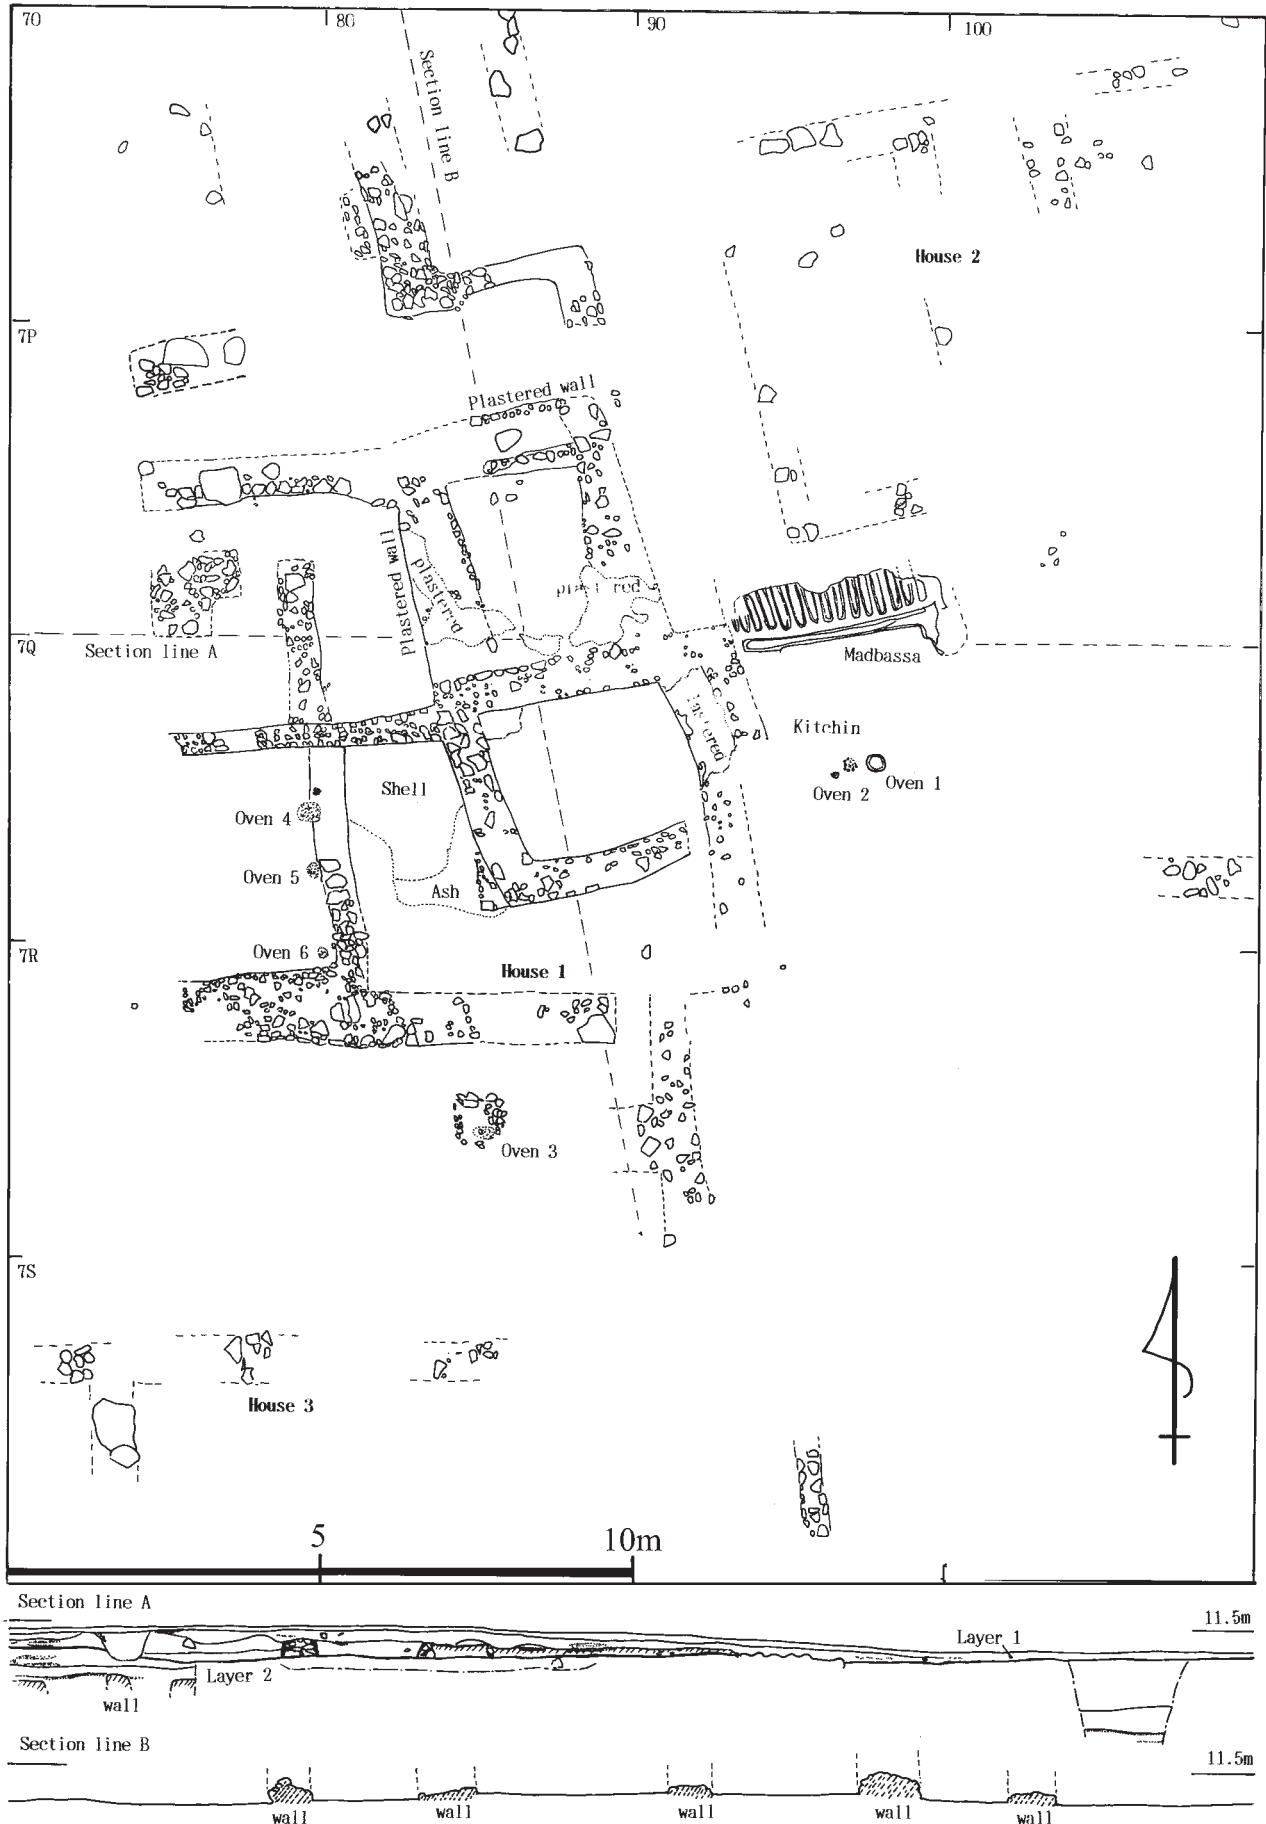 70
80
90
100
Section line B
House 2
7P
Plastered wall
Plastered wall
plastered
7Q
Section line A
Madbassa
Kitchin
Shell
Oven 4
Oven 2
Oven 1
Oven 5
Ash
7R
Oven 6
House 1
Oven 3
7S
House 3
5
10m
Section line A
11.5m
Layer 1
Layer 2
wall
Section line B
11.5m
wall
wall
wall
wall
wall